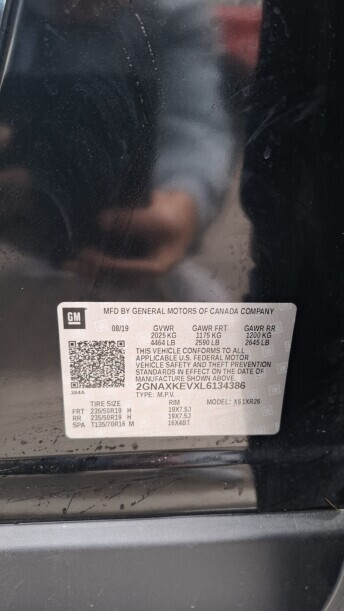 GM
MFD BY GENERAL MOTORS OF CANADA COMPANY
08/19 GVWR GAWR FRT GAWR RR
2025 KG 1175 KG 1200 KG
4464 LB 2590 LB 2645 LB
THIS VEHICLE CONFORMS TO ALL
APPLICABLE U.S. FEDERAL MOTOR
VEHICLE SAFETY AND THEFT PREVENTION
STANDARDS IN EFFECT ON THE DATE
OF MANUFACTURE SHOWN ABOVE.
2GNAXKEVXL6134386
TYPE: M.P.V. MODEL: XS1XR26
TIRE SIZE RIM
FRT 235/50R19 H 19X7.5J
RR 235/50R19 H 19X7.5J
SPA T135/70R16 M 16X4BT